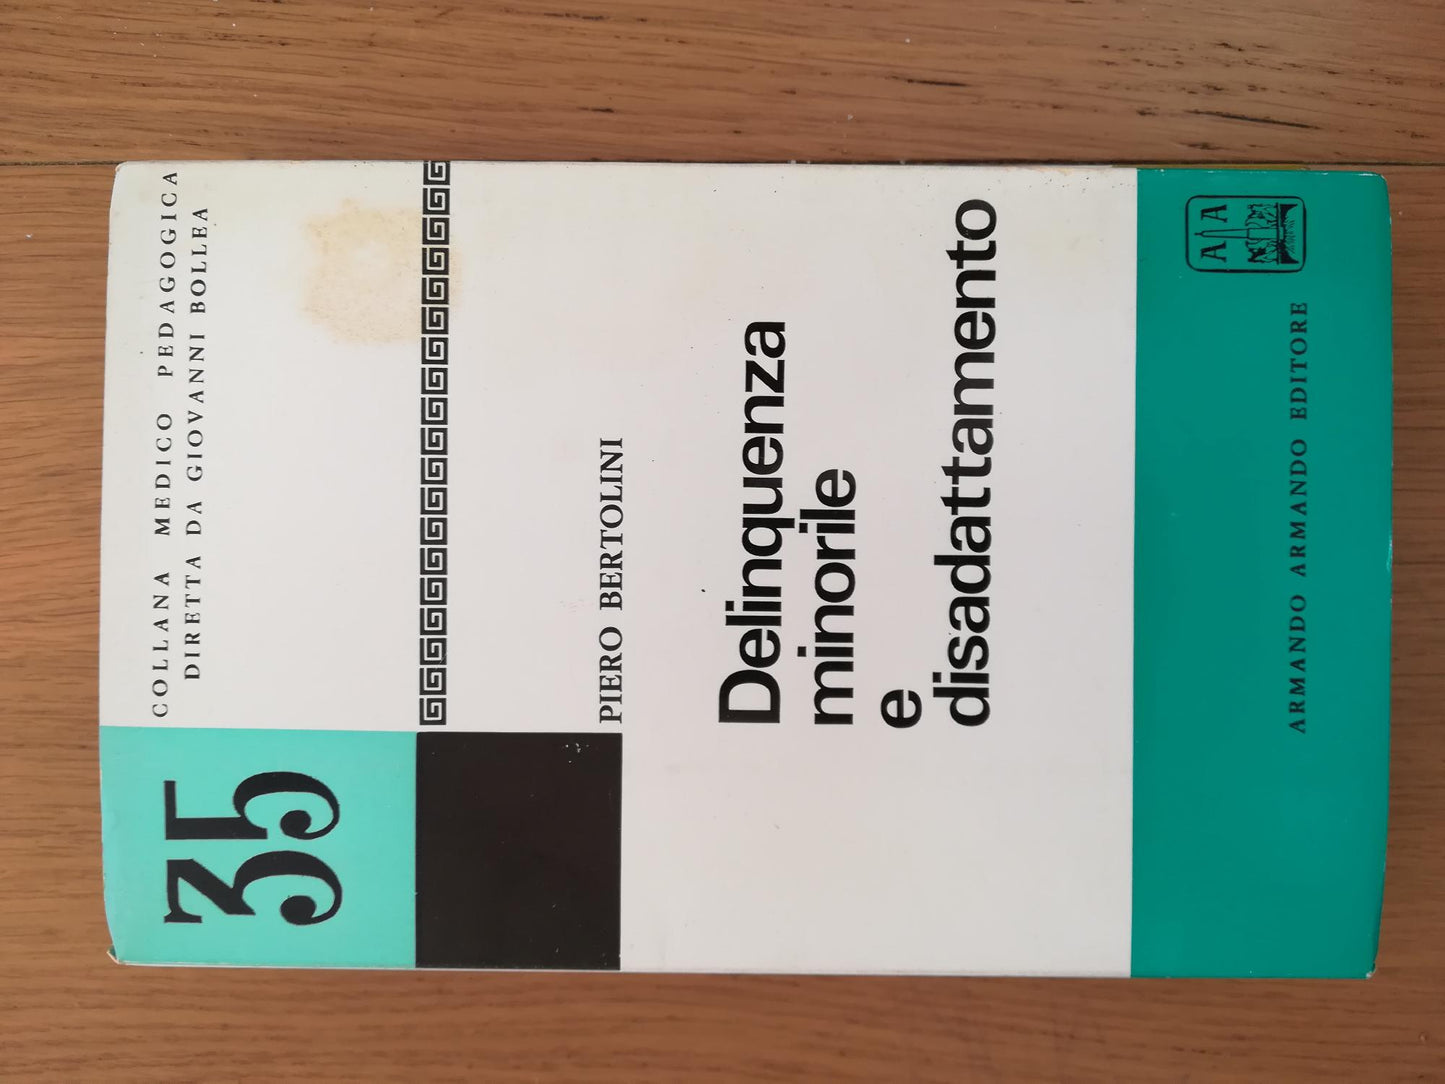 35
COLLANA MEDICO PEDAGOGICA
DIRETTA DA GIOVANNI BOLLEA
PIERO BERTOLINI
Delinquenza
minorile
e
disadattamento
ARMANDO ARMANDO EDITORE
A A